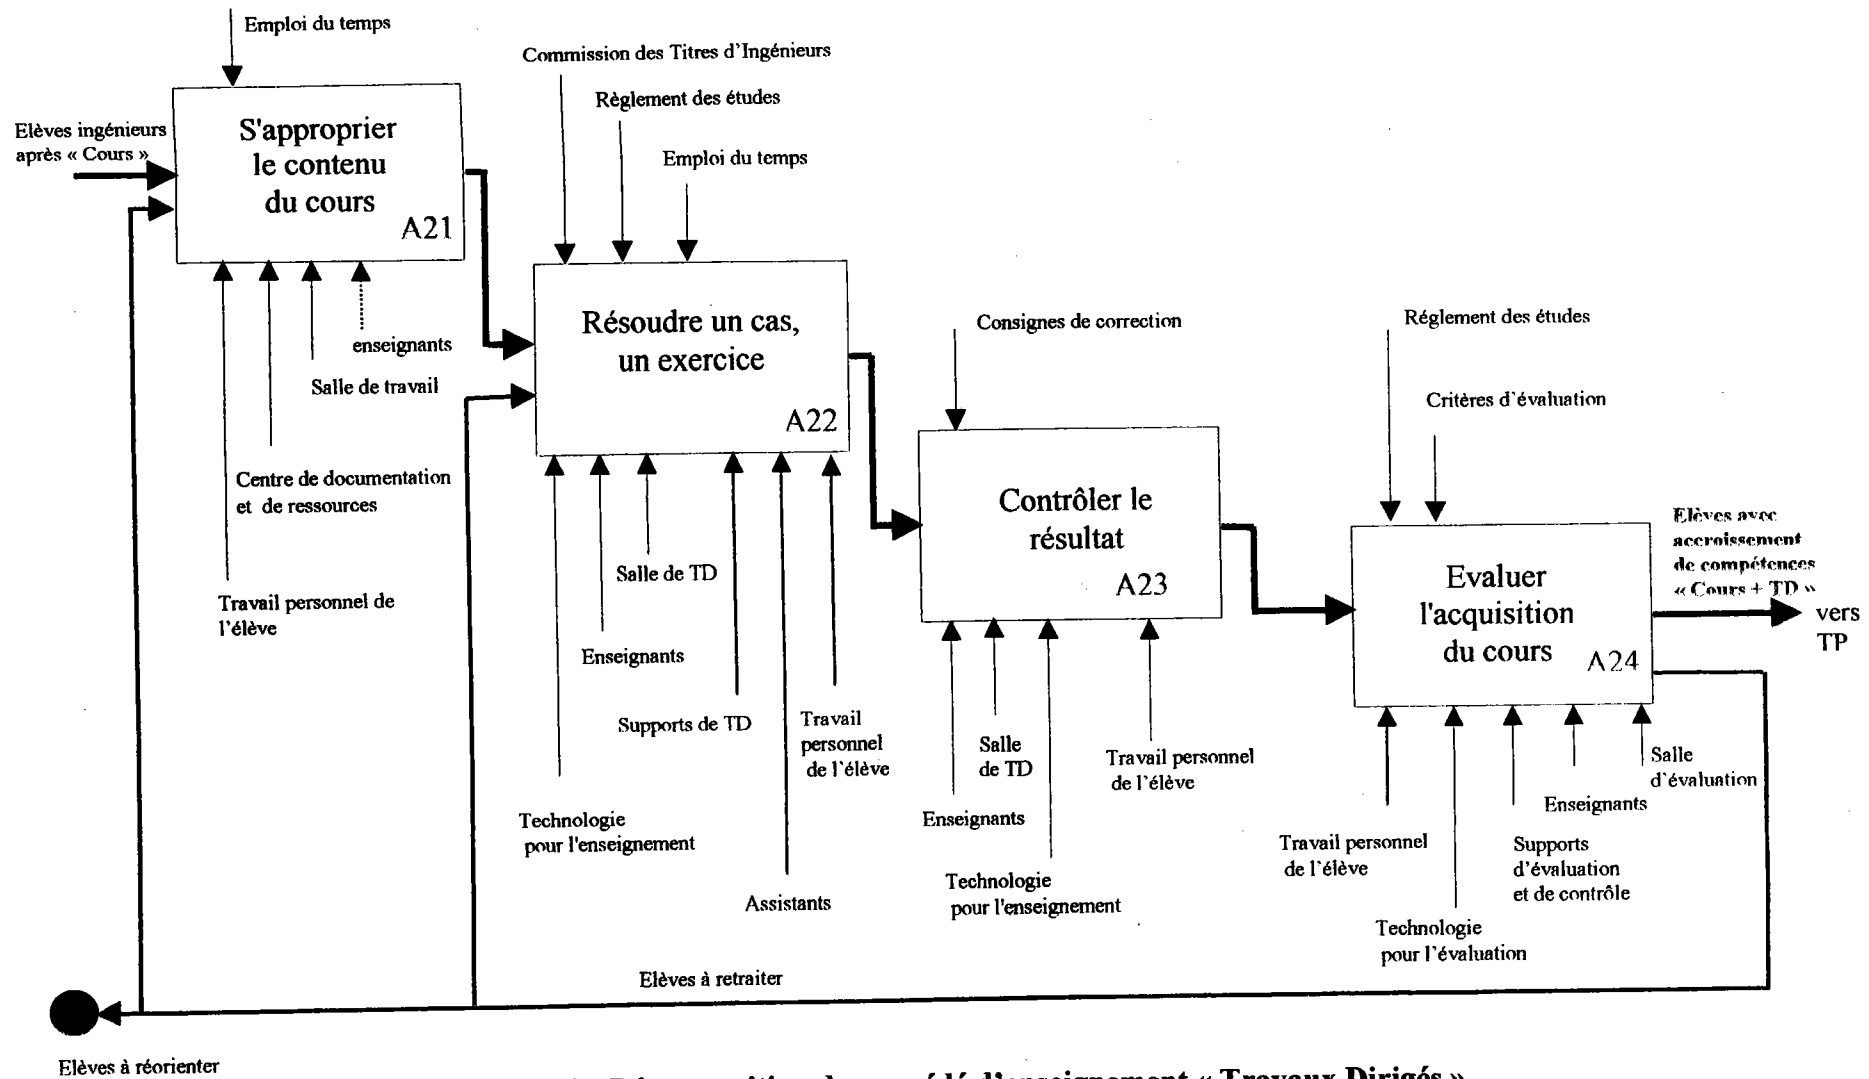 Emploi du temps
Commission des Titres d'Ingénieurs
Règlement des études
Emploi du temps
Elèves ingénieurs
après « Cours »
S'approprier
le contenu
du cours
A21
enseignants
Salle de travail
Centre de documentation
et de ressources
Travail personnel de
l'élève
Résoudre un cas,
un exercice
A22
Salle de TD
Enseignants
Supports de TD
Travail
personnel
de l'élève
Technologie
pour l'enseignement
Assistants
Consignes de correction
Contrôler le
résultat
A23
Salle
de TD
Travail personnel
de l'élève
Enseignants
Technologie
pour l'enseignement
Réglement des études
Critères d'évaluation
Evaluer
l'acquisition
du cours
A24
Elèves avec
accroissement
de compétences
« Cours + TD »
vers
TP
Salle
d'évaluation
Enseignants
Travail personnel
de l'élève
Supports
d'évaluation
et de contrôle
Technologie
pour l'évaluation
Elèves à retraiter
Elèves à réorienter
d'enseignement « Travaux Dirigés »